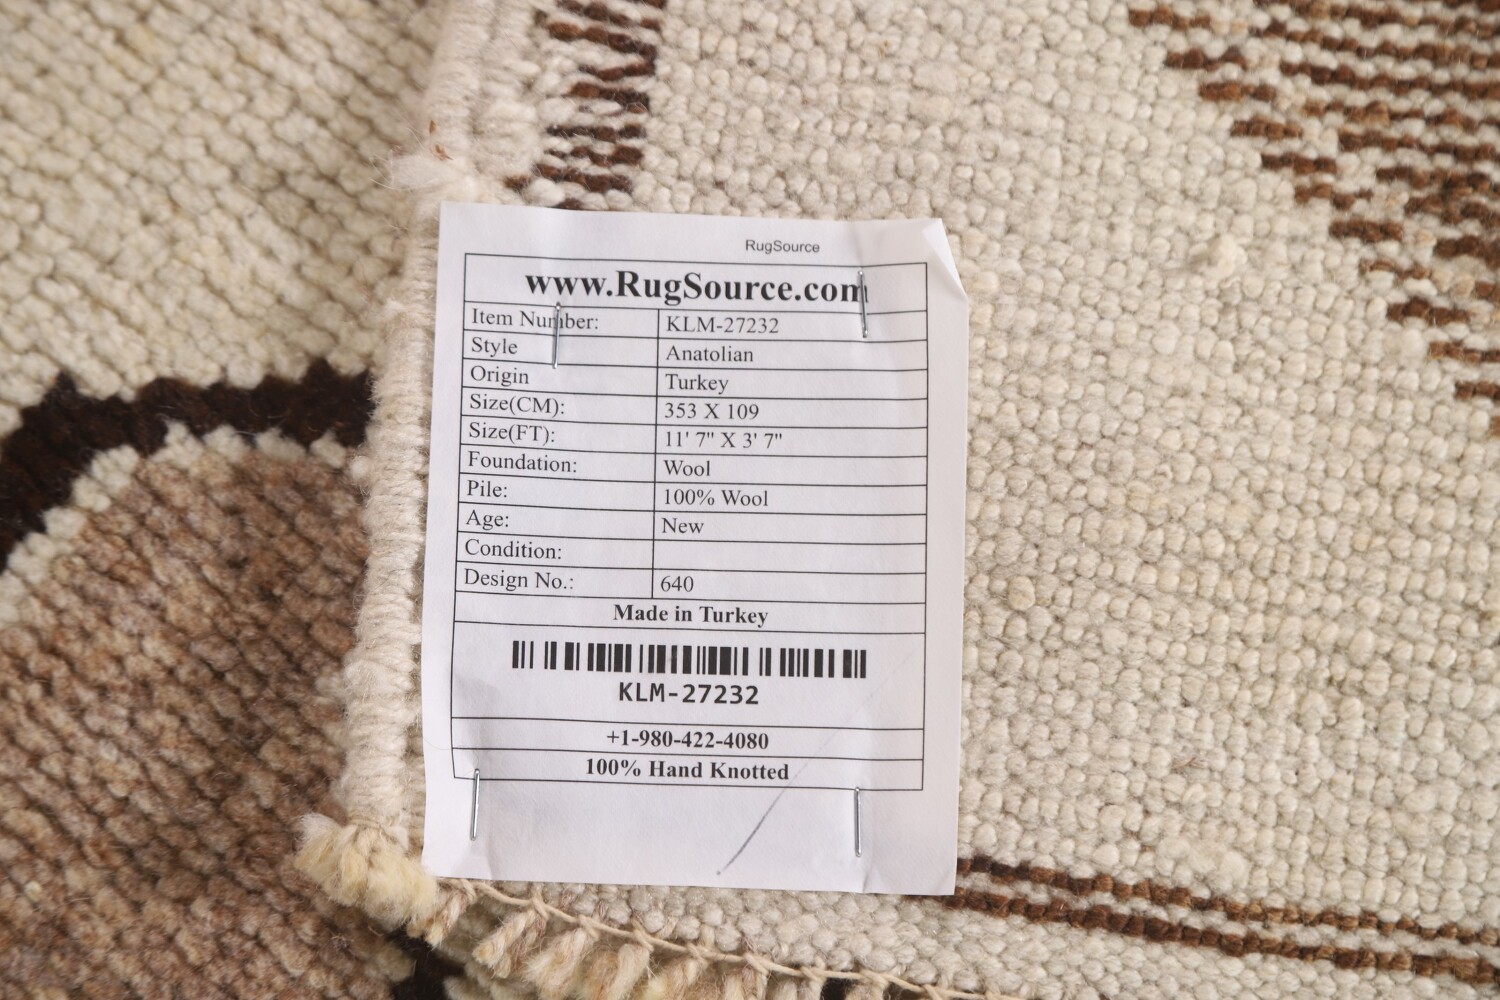 RugSource
www.RugSource.com
Item Number: KLM-27232
Style Anatolian
Origin Turkey
Size(CM): 353 X 109
Size(FT): 11' 7" X 3' 7"
Foundation: Wool
Pile: 100% Wool
Age: New
Condition:
Design No.: 640
Made in Turkey
KLM-27232
+1-980-422-4080
100% Hand Knotted